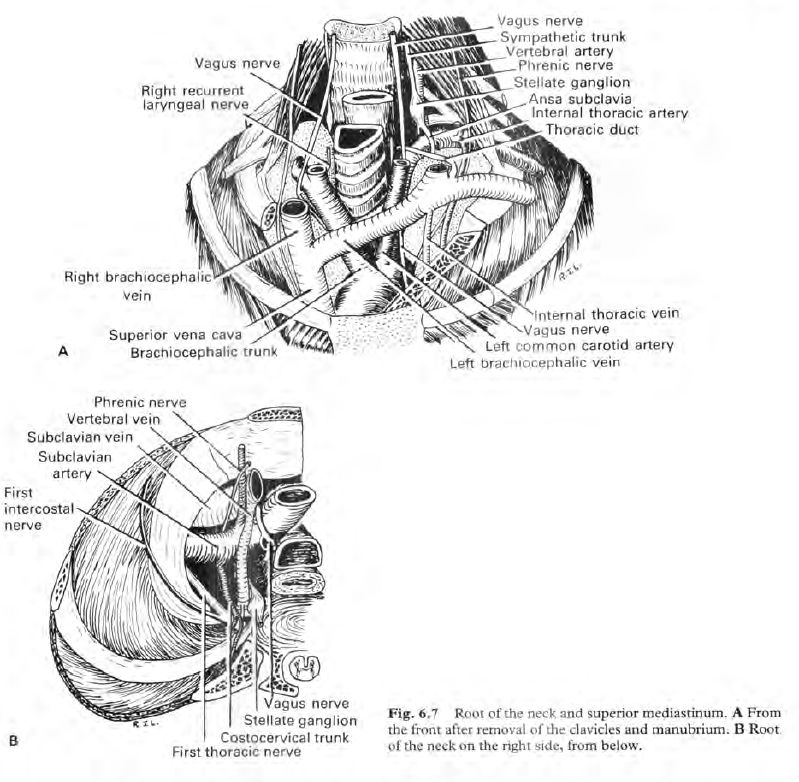 Vagus nerve
Sympathetic trunk
Vertebral artery
Phrenic nerve
Stellate ganglion
Ansa subclavia
Internal thoracic artery
Thoracic duct
Vagus nerve
Right recurrent
laryngeal nerve
Right brachiocephalic
vein
Superior vena cava
Brachiocephalic trunk
A
R.I.L.
Internal thoracic vein
Vagus nerve
Left common carotid artery
Left brachiocephalic vein
Phrenic nerve
Vertebral vein
Subclavian vein
Subclavian
artery
First
intercostal
nerve
R.I.L.
Vagus nerve
Stellate ganglion
Costocervical trunk
First thoracic nerve
B
Fig. 6.7 Root of the neck and superior mediastinum. A From
the front after removal of the clavicles and manubrium. B Root
of the neck on the right side, from below.